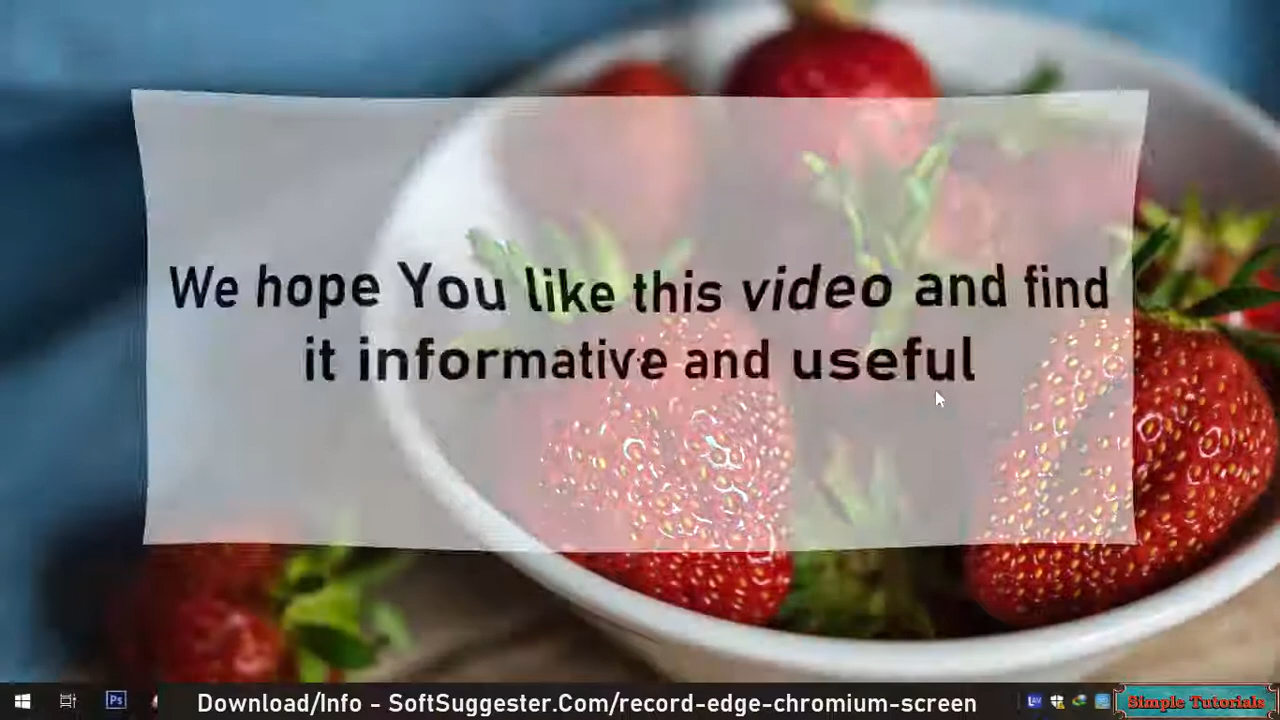 We hope You like this video and find
it informative and useful
Ps
Download/Info - SoftSuggester.Com/record-edge-chromium-screen
Simple Tutorials